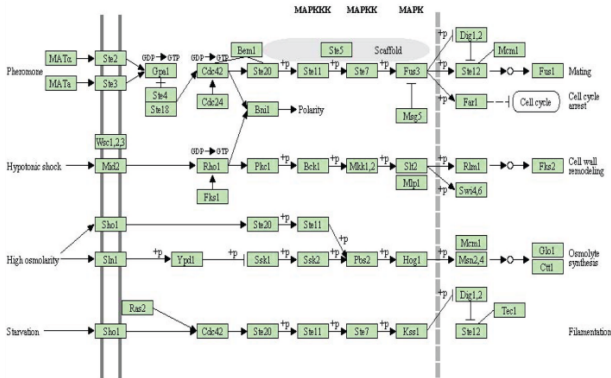 MAPKKK MAPKK MAPK
Pheromone MATα Ste2 GDP GTP Gpa1 GDP GTP Cdc42 Bem1 Ste20 +p Ste11 Ste5 Scaffold +p Ste7 +p Fus3 +p Dig1,2 Ste12 Mcm1 Fus1 Mating
MATa Ste3 Ste4 Ste18 Cdc24 Bni1 Polarity Msg5 +p Far1 Cell cycle Cell cycle arrest
Wsc1,2,3
Hypotonic shock Mid2 GDP GTP Rho1 Pkc1 +p Bck1 +p Mkk1,2 +p Slt2 +p Rlm1 Fks2 Cell wall remodeling
Fks1 Mlp1 +p Swi4,6
Sho1 Ste20 +p Ste11 +p
High osmolarity Sln1 +p Ypd1 +p Ssk1 Ssk2 +p Pbs2 +p Hog1 +p Mcm1 Msn2,4 Glo1 Ctt1 Osmolyte synthesis
Starvation Sho1 Ras2 Cdc42 Ste20 +p Ste11 +p Ste7 +p Kss1 +p Dig1,2 Ste12 Tec1 Filamentation